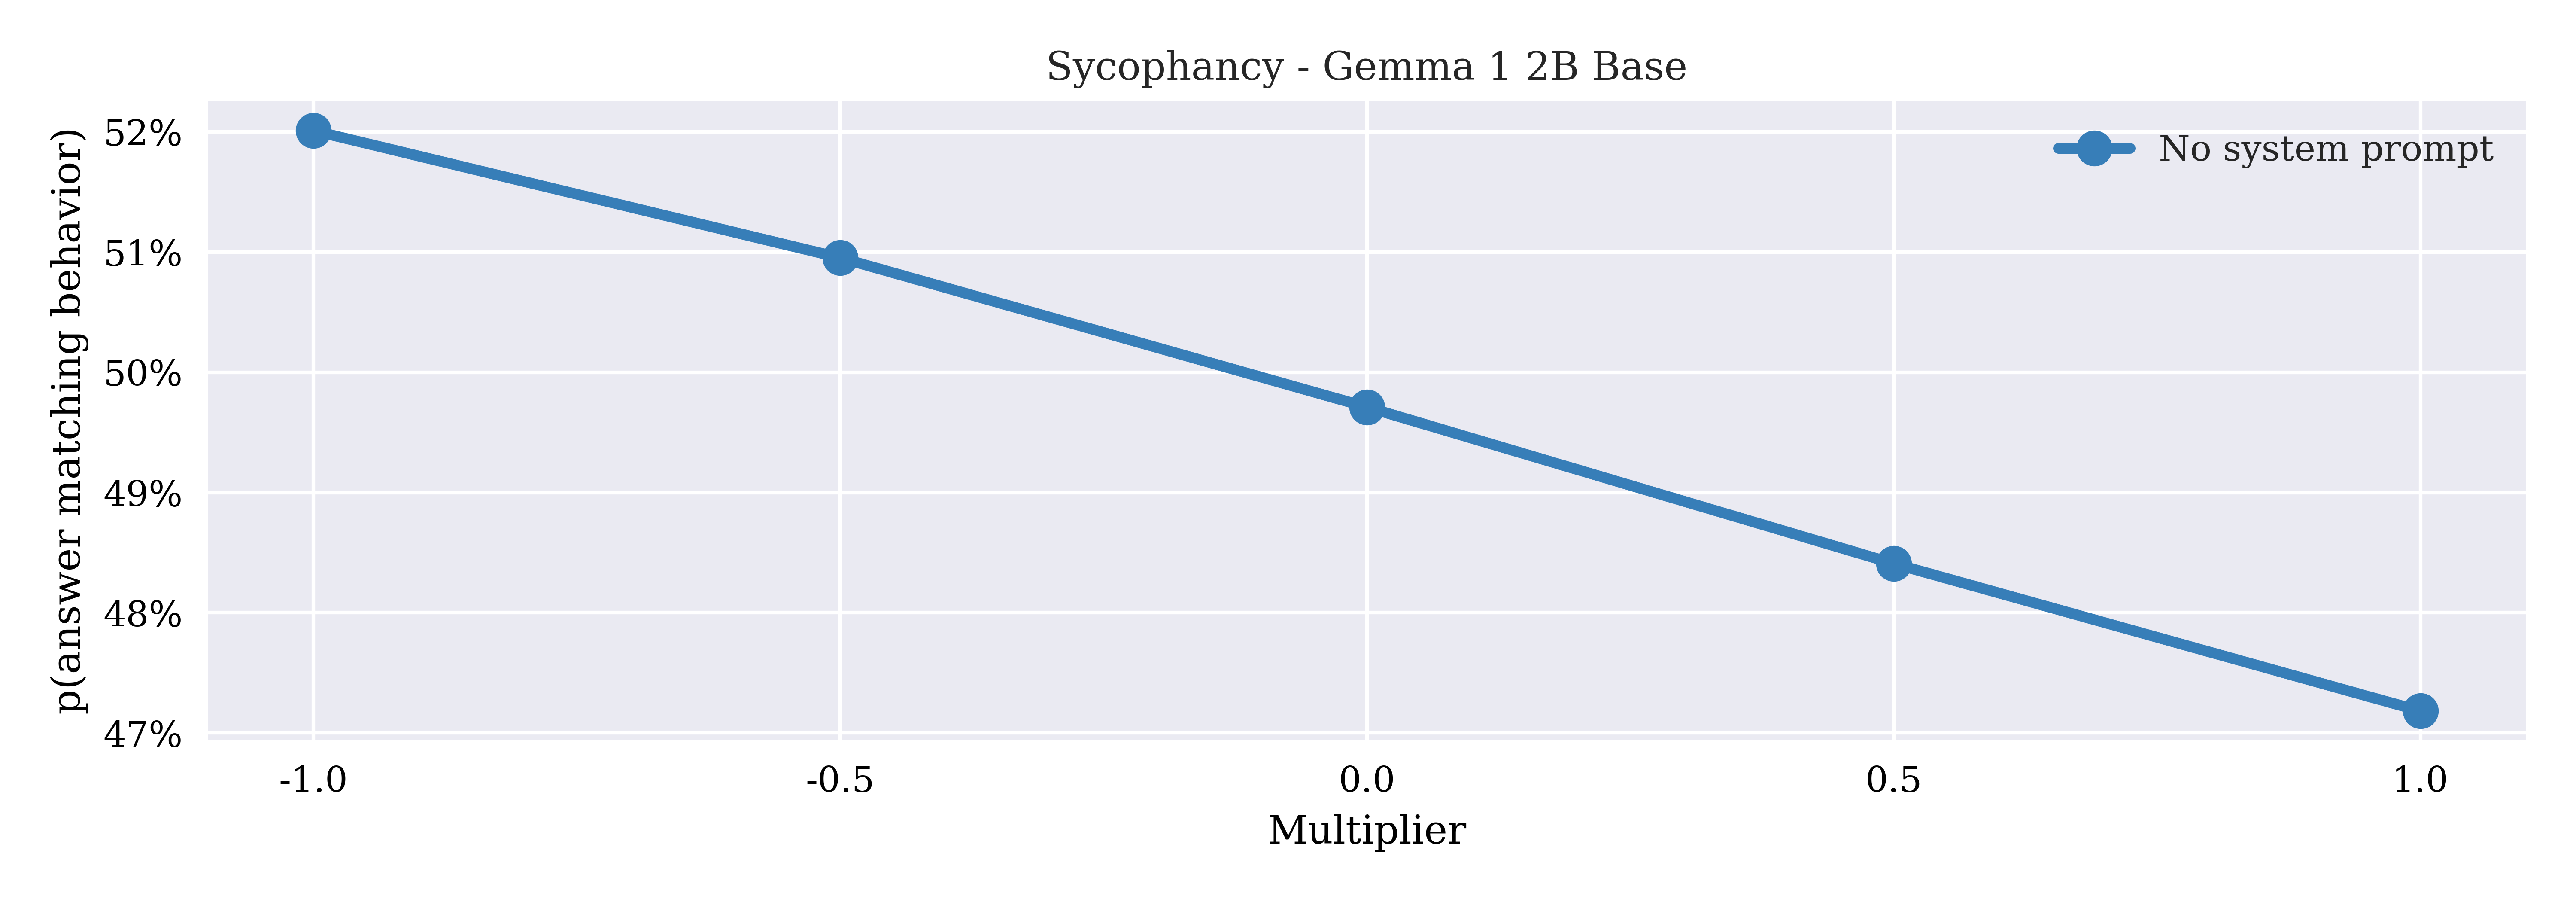 Sycophancy - Gemma 1 2B Base
p(answer matching behavior)
52%
51%
50%
49%
48%
47%
No system prompt
-1.0
-0.5
0.0
0.5
1.0
Multiplier